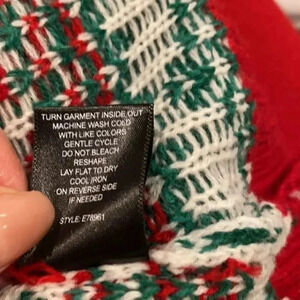 TURN GARMENT INSIDE OUT
MACHINE WASH COLD
WITH LIKE COLORS
GENTLE CYCLE
DO NOT BLEACH
RESHAPE
LAY FLAT TO DRY
COOL IRON
ON REVERSE SIDE
IF NEEDED
STYLE: E78961